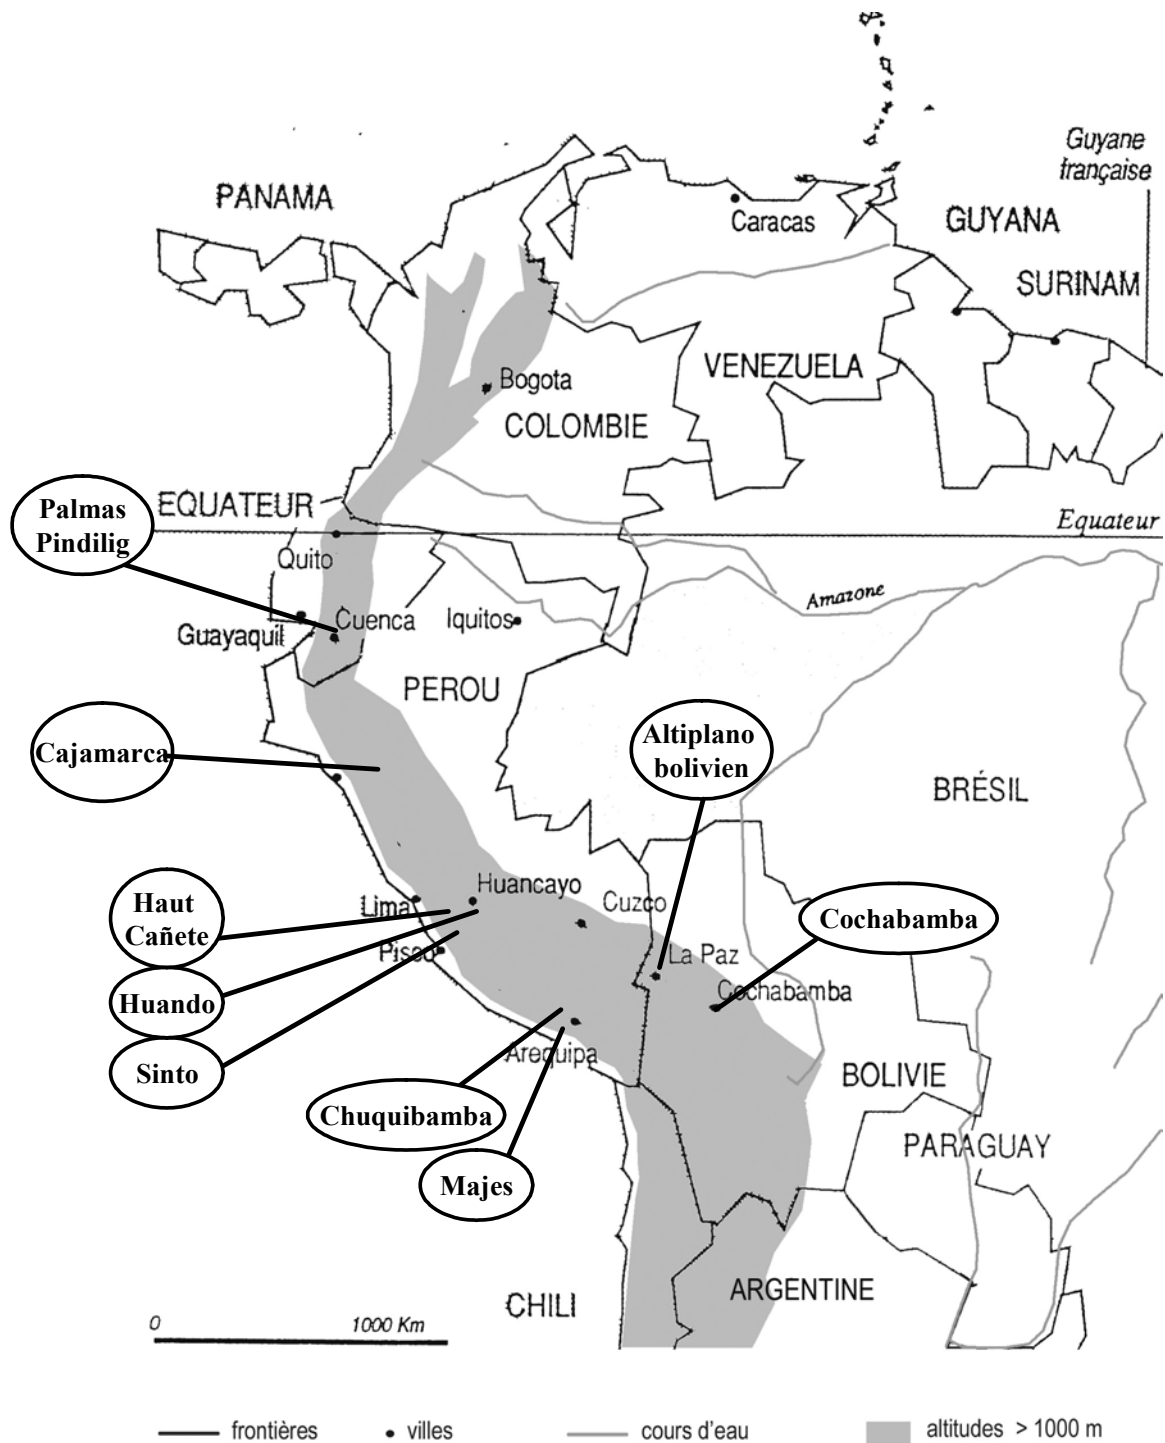 Guyane
française
PANAMA
Caracas
GUYANA
SURINAM
VENEZUELA
Bogota
COLOMBIE
EQUATEUR
Palmas
Pindilig
Equateur
Quito
Amazone
Cuenca
Iquitos
Guayaquil
PEROU
Altiplano
bolivien
Cajamarca
BRÉSIL
Huancayo
Haut
Cañete
Lima
Cuzco
Cochabamba
Pisco
La Paz
Huando
Cochabamba
Sinto
Arequipa
BOLIVIE
Chuquibamba
PARAGUAY
Majes
ARGENTINE
CHILI
0 1000 Km
frontières
villes
cours d'eau
altitudes > 1000 m